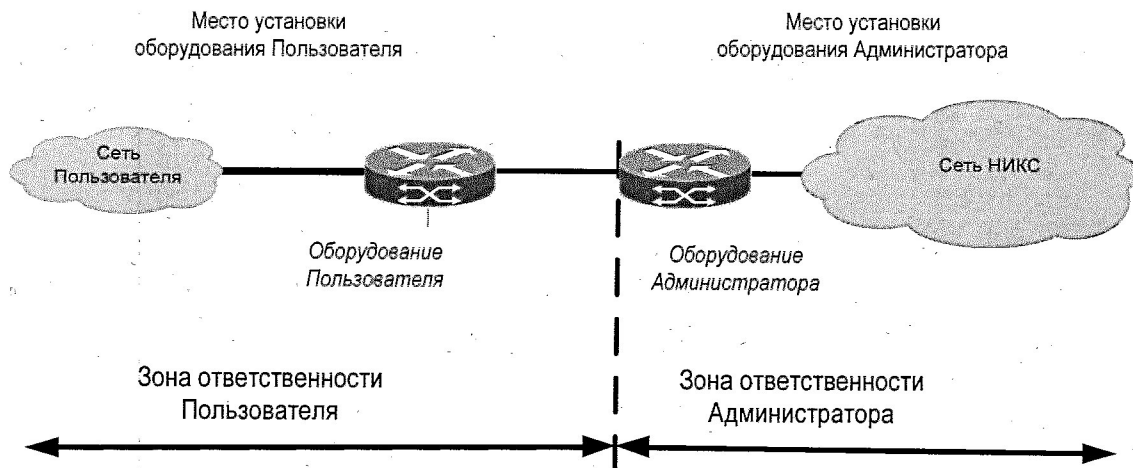 Место установки
оборудования Пользователя
Место установки
оборудования Администратора
Сеть
Пользователя
Сеть НИКС
Оборудование
Пользователя
Оборудование
Администратора
Зона ответственности
Пользователя
Зона ответственности
Администратора